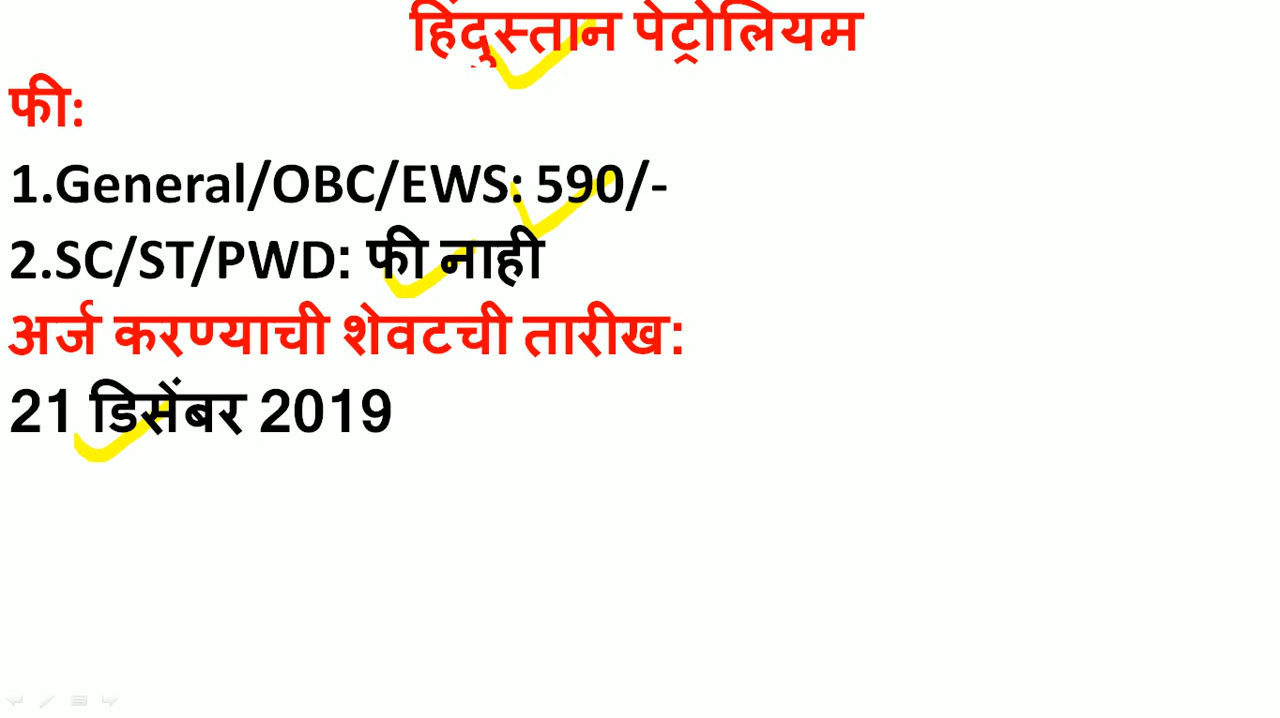 हिंदुस्तान पेट्रोलियम
फी:
1.General/OBC/EWS: 590/-
2.SC/ST/PWD: फी नाही
अर्ज करण्याची शेवटची तारीख:
21 डिसेंबर 2019